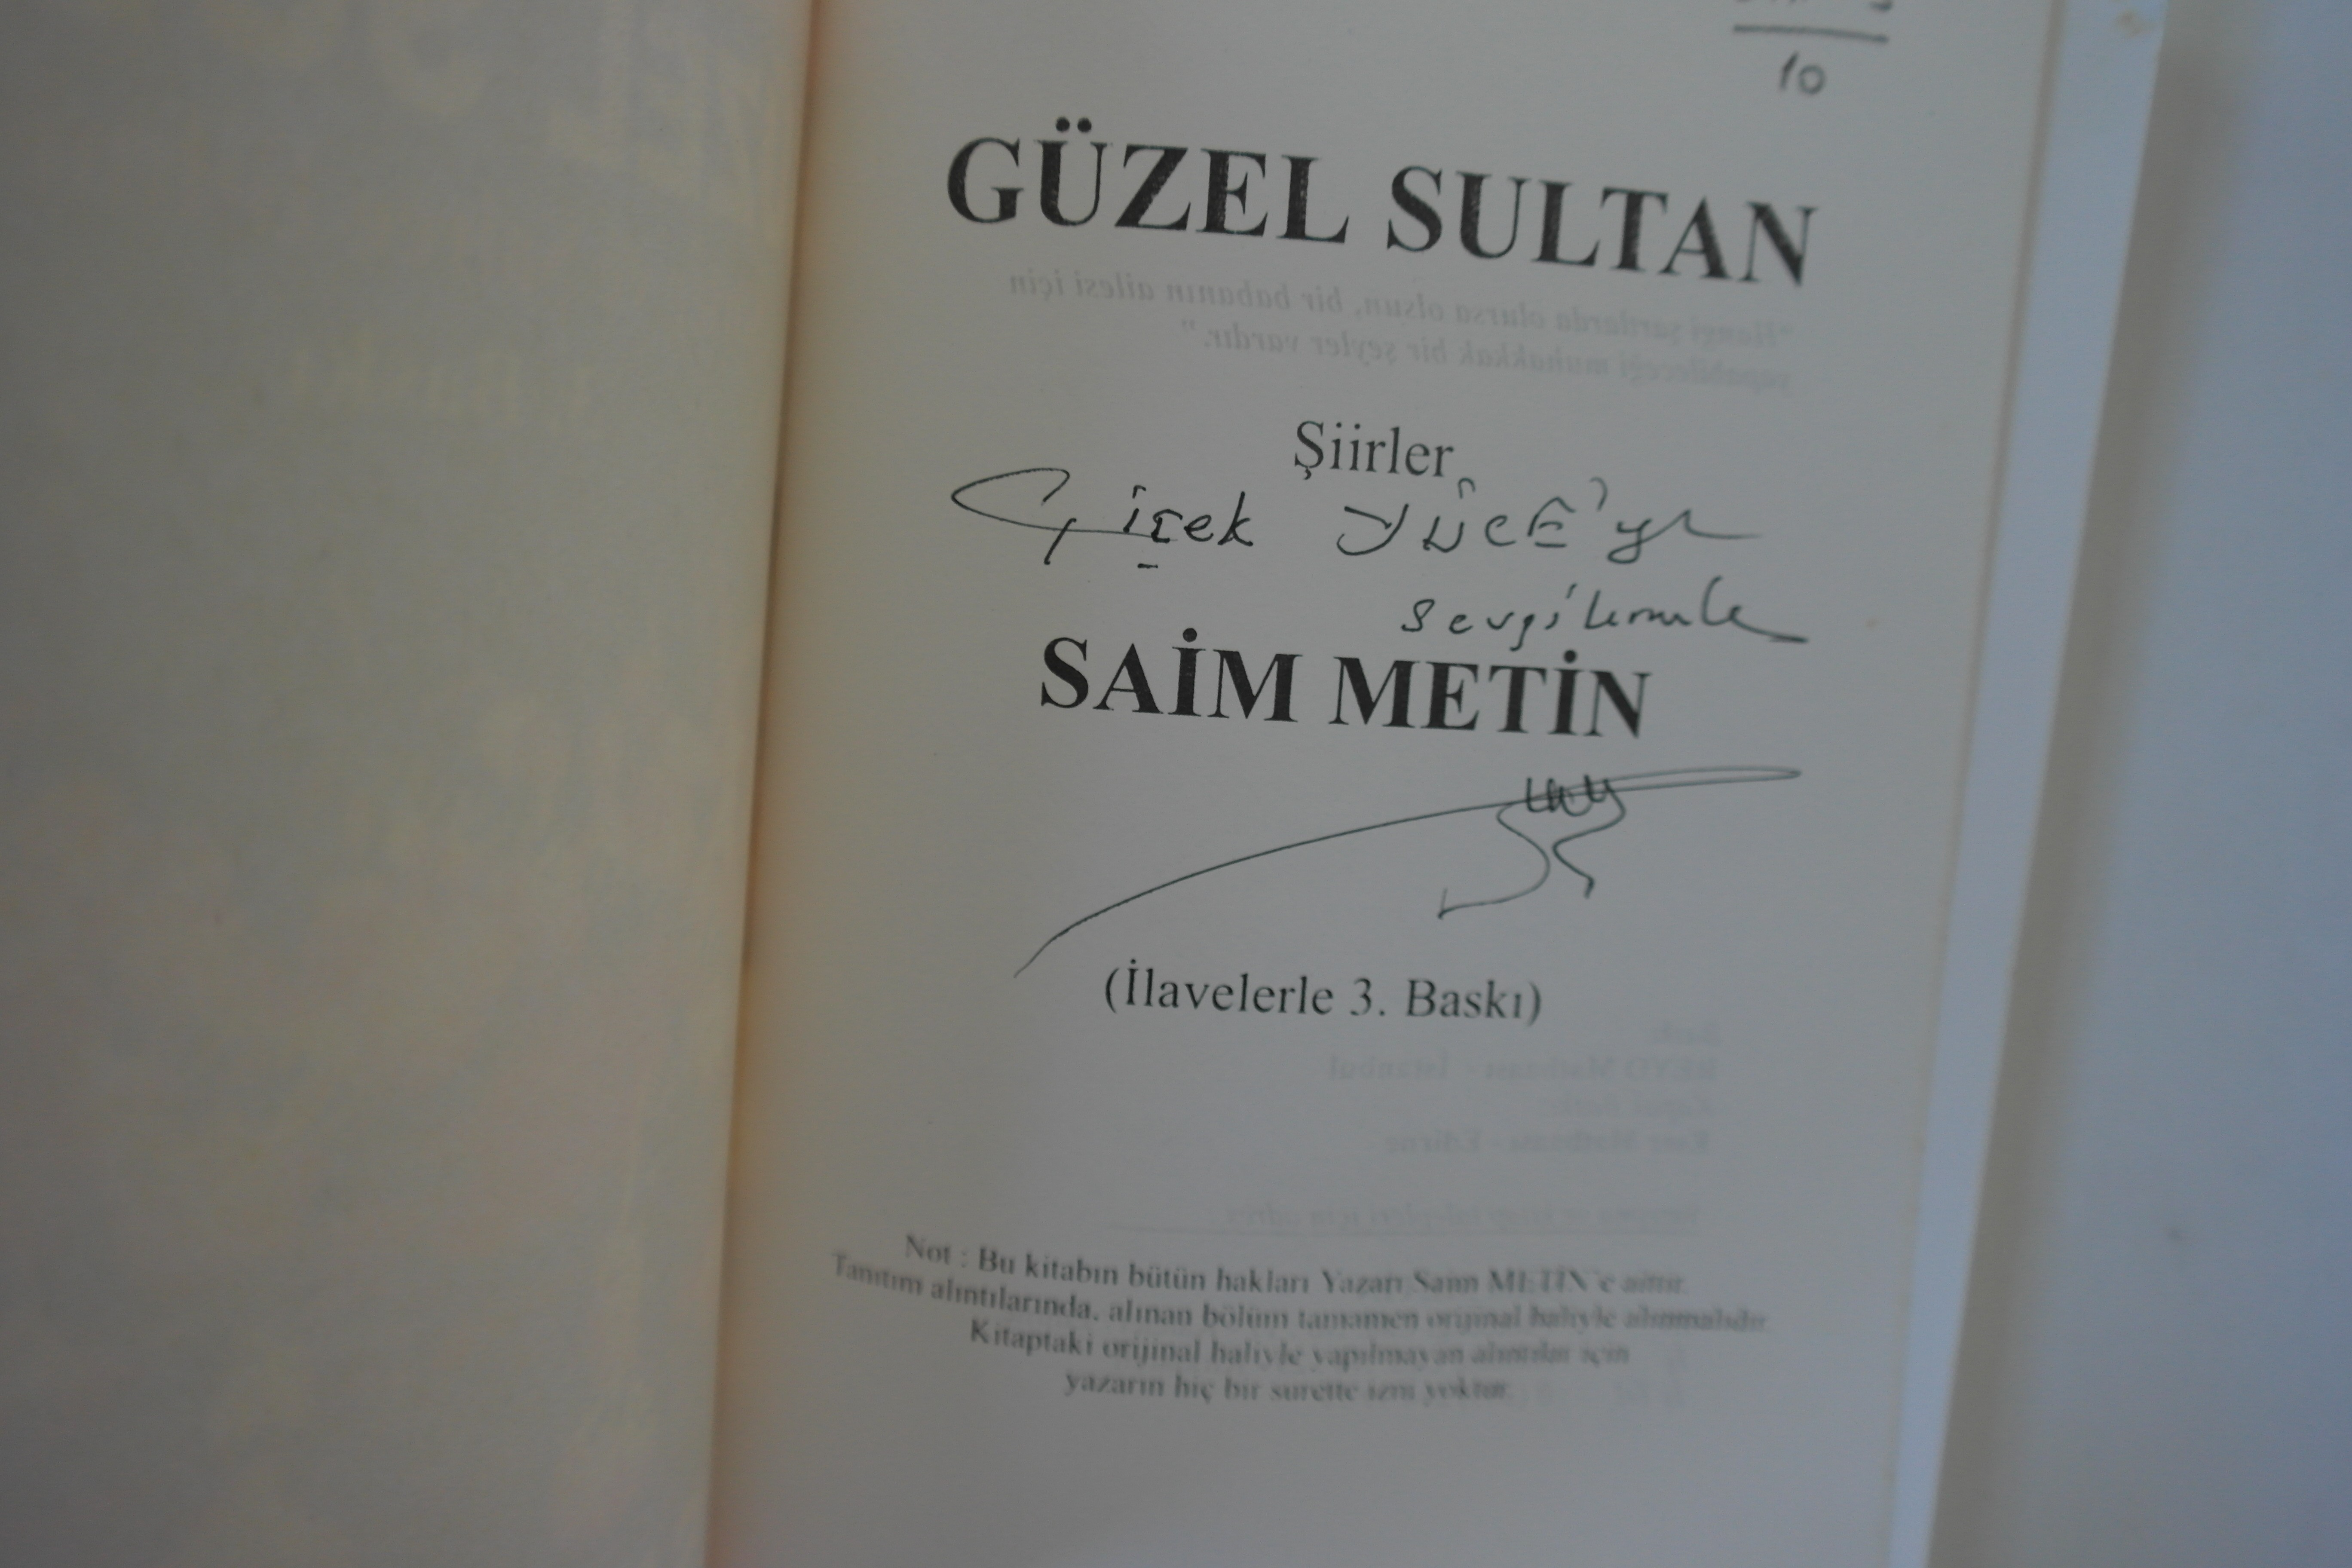 10
GÜZEL SULTAN
Şiirler
Çiçek YÜCE'ye
sevgilerimle
SAİM METİN
(İlavelerle 3. Baskı)
Not : Bu kitabın bütün hakları Yazarı Saim METİN'e aittir.
Tanıtım alıntılarında, alınan bölüm tamamen orijinal haliyle alınmalıdır.
Kitaptaki orijinal haliyle yapılmayan alıntılar için
yazarın hiç bir surette izni yoktur.